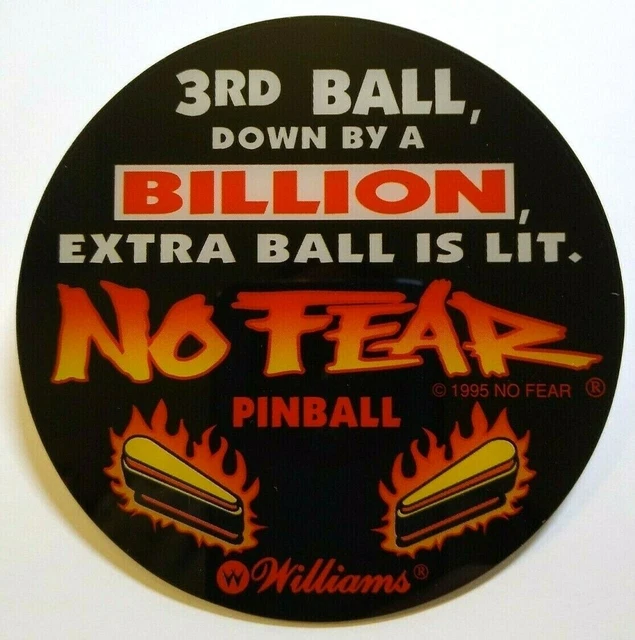 3RD BALL,
DOWN BY A
BILLION,
EXTRA BALL IS LIT.
NO FEAR
© 1995 NO FEAR ®
PINBALL
W Williams®